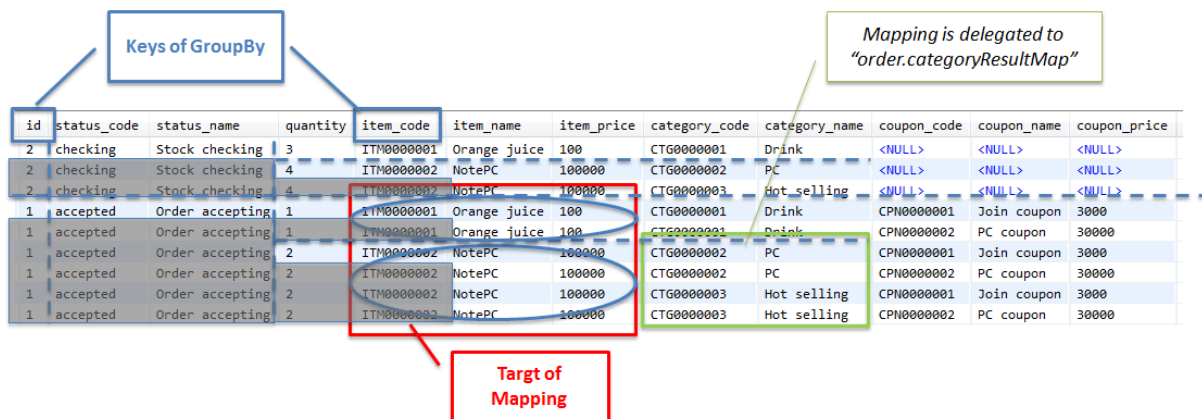 Keys of GroupBy
Mapping is delegated to
“order.categoryResultMap”
id status_code status_name quantity item_code item_name item_price category_code category_name coupon_code coupon_name coupon_price
2 checking Stock checking 3 ITM0000001 Orange juice 100 CTG0000001 Drink <NULL> <NULL> <NULL>
2 checking Stock checking 4 ITM0000002 NotePC 100000 CTG0000002 PC <NULL> <NULL> <NULL>
2 checking Stock checking 4 ITM0000002 NotePC 100000 CTG0000003 Hot selling <NULL> <NULL> <NULL>
1 accepted Order accepting 1 ITM0000001 Orange juice 100 CTG0000001 Drink CPN0000001 Join coupon 3000
1 accepted Order accepting 1 ITM0000001 Orange juice 100 CTG0000001 Drink CPN0000002 PC coupon 30000
1 accepted Order accepting 2 ITM0000002 NotePC 100000 CTG0000002 PC CPN0000001 Join coupon 3000
1 accepted Order accepting 2 ITM0000002 NotePC 100000 CTG0000002 PC CPN0000002 PC coupon 30000
1 accepted Order accepting 2 ITM0000002 NotePC 100000 CTG0000003 Hot selling CPN0000001 Join coupon 3000
1 accepted Order accepting 2 ITM0000002 NotePC 100000 CTG0000003 Hot selling CPN0000002 PC coupon 30000
Targt of
Mapping